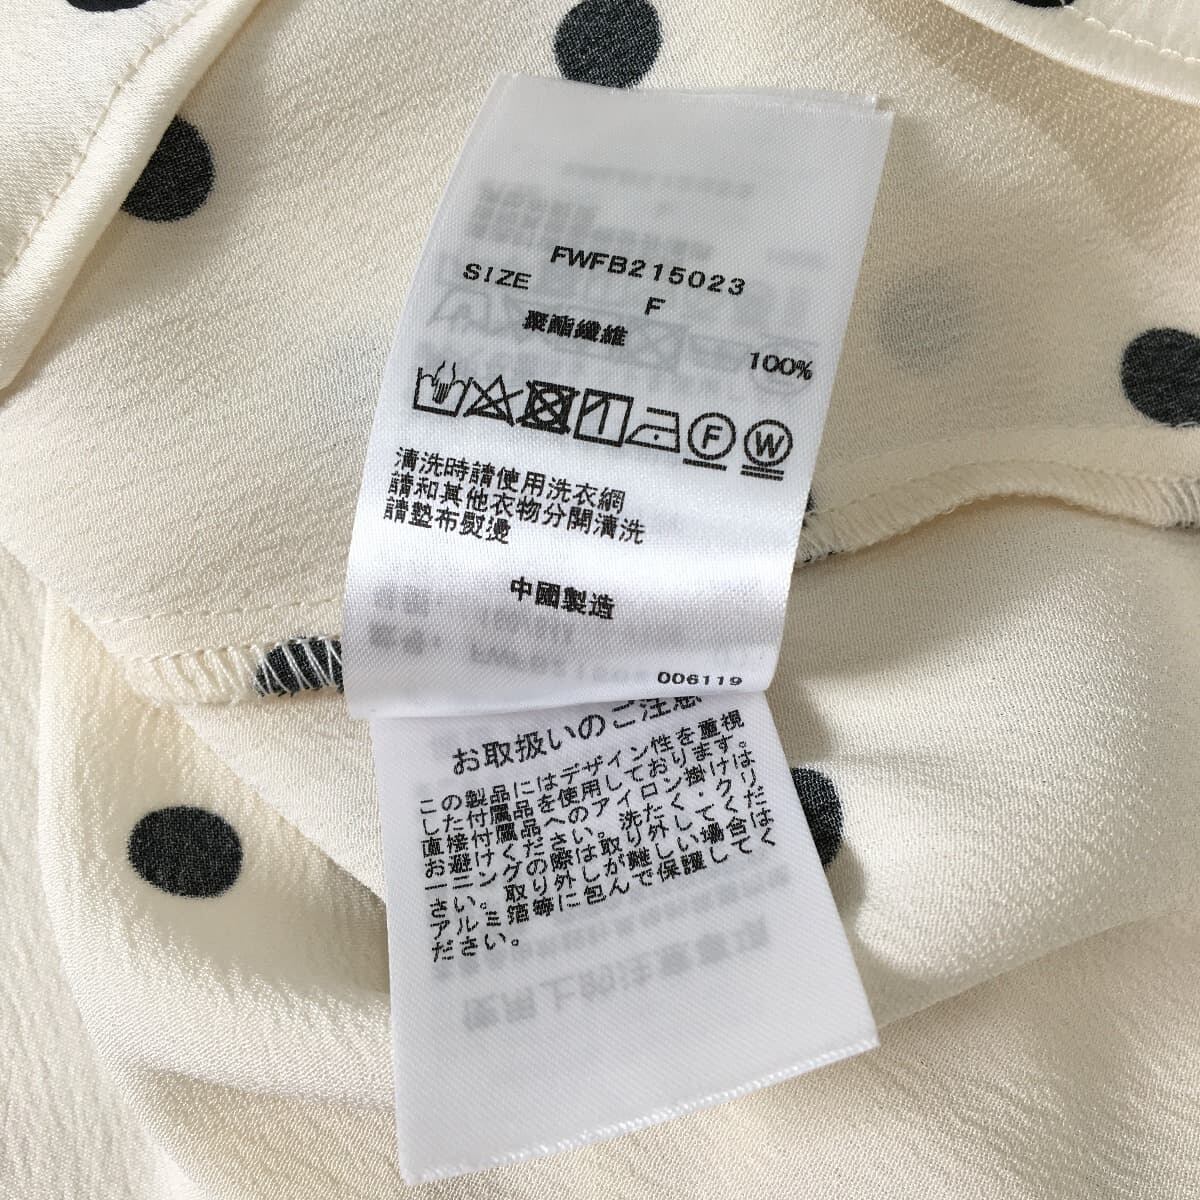 FWFB215023
SIZE F
聚酯纖維 100%
F W
清洗時請使用洗衣網
請和其他衣物分開清洗
請墊布熨燙
中國製造
006119
お取扱いのご注意
この製品にはデザイン性を重視
した付属品を使用しております。
直接付属品へのアイロン掛けは
お避けください。洗たく・クリ
ーニングの際は取り外してくだ
さい。取り外しが難しい場合は
アルミ箔等に包んで保護してく
ださい。